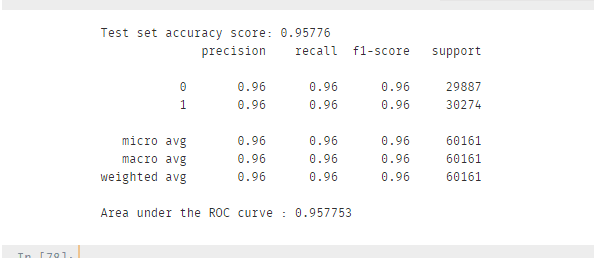 Test set accuracy score: 0.95776
precision recall f1-score support
0 0.96 0.96 0.96 29887
1 0.96 0.96 0.96 30274
micro avg 0.96 0.96 0.96 60161
macro avg 0.96 0.96 0.96 60161
weighted avg 0.96 0.96 0.96 60161
Area under the ROC curve : 0.957753
In [78]: